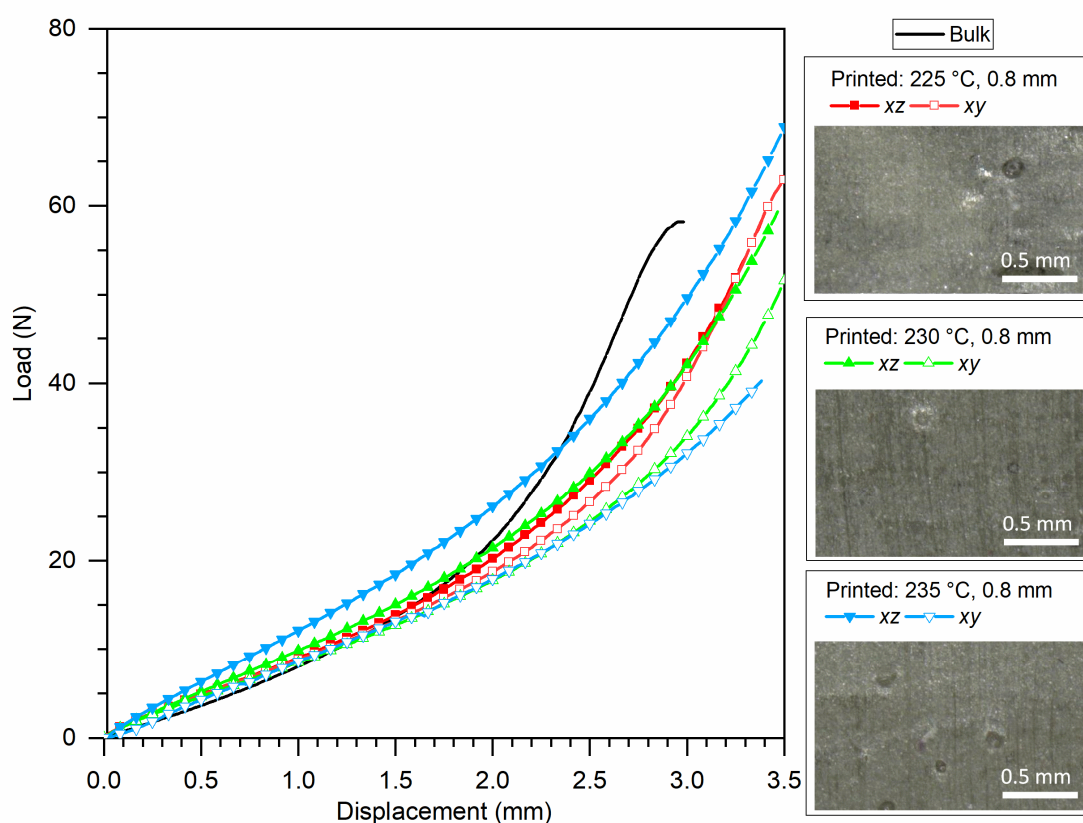 80
60
40
20
0
Load (N)
0.0 0.5 1.0 1.5 2.0 2.5 3.0 3.5
Displacement (mm)
Bulk
Printed: 225 °C, 0.8 mm
xz xy
0.5 mm
Printed: 230 °C, 0.8 mm
xz xy
0.5 mm
Printed: 235 °C, 0.8 mm
xz xy
0.5 mm